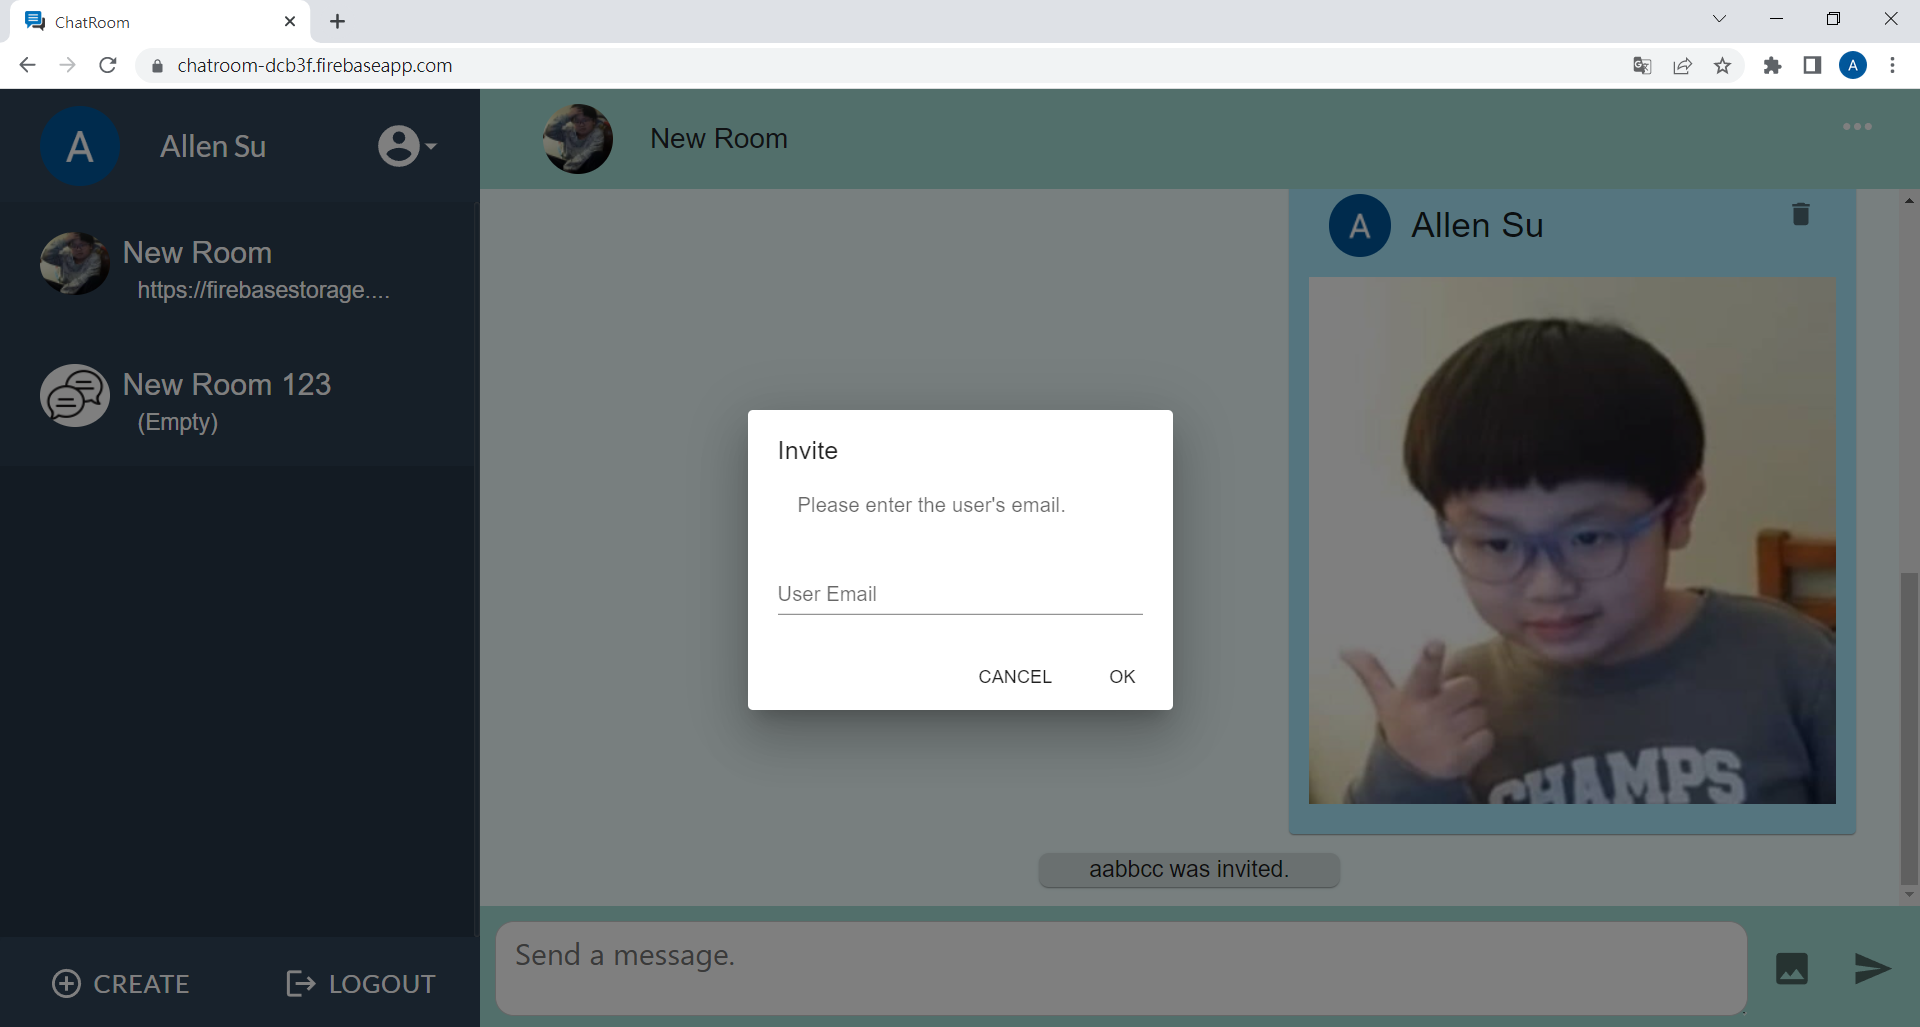 ChatRoom
chatroom-dcb3f.firebaseapp.com
A
A
Allen Su
New Room
https://firebasestorage....
New Room 123
(Empty)
CREATE
LOGOUT
New Room
A
Allen Su
CHAMPS
aabbcc was invited.
Send a message.
Invite
Please enter the user's email.
User Email
CANCEL
OK